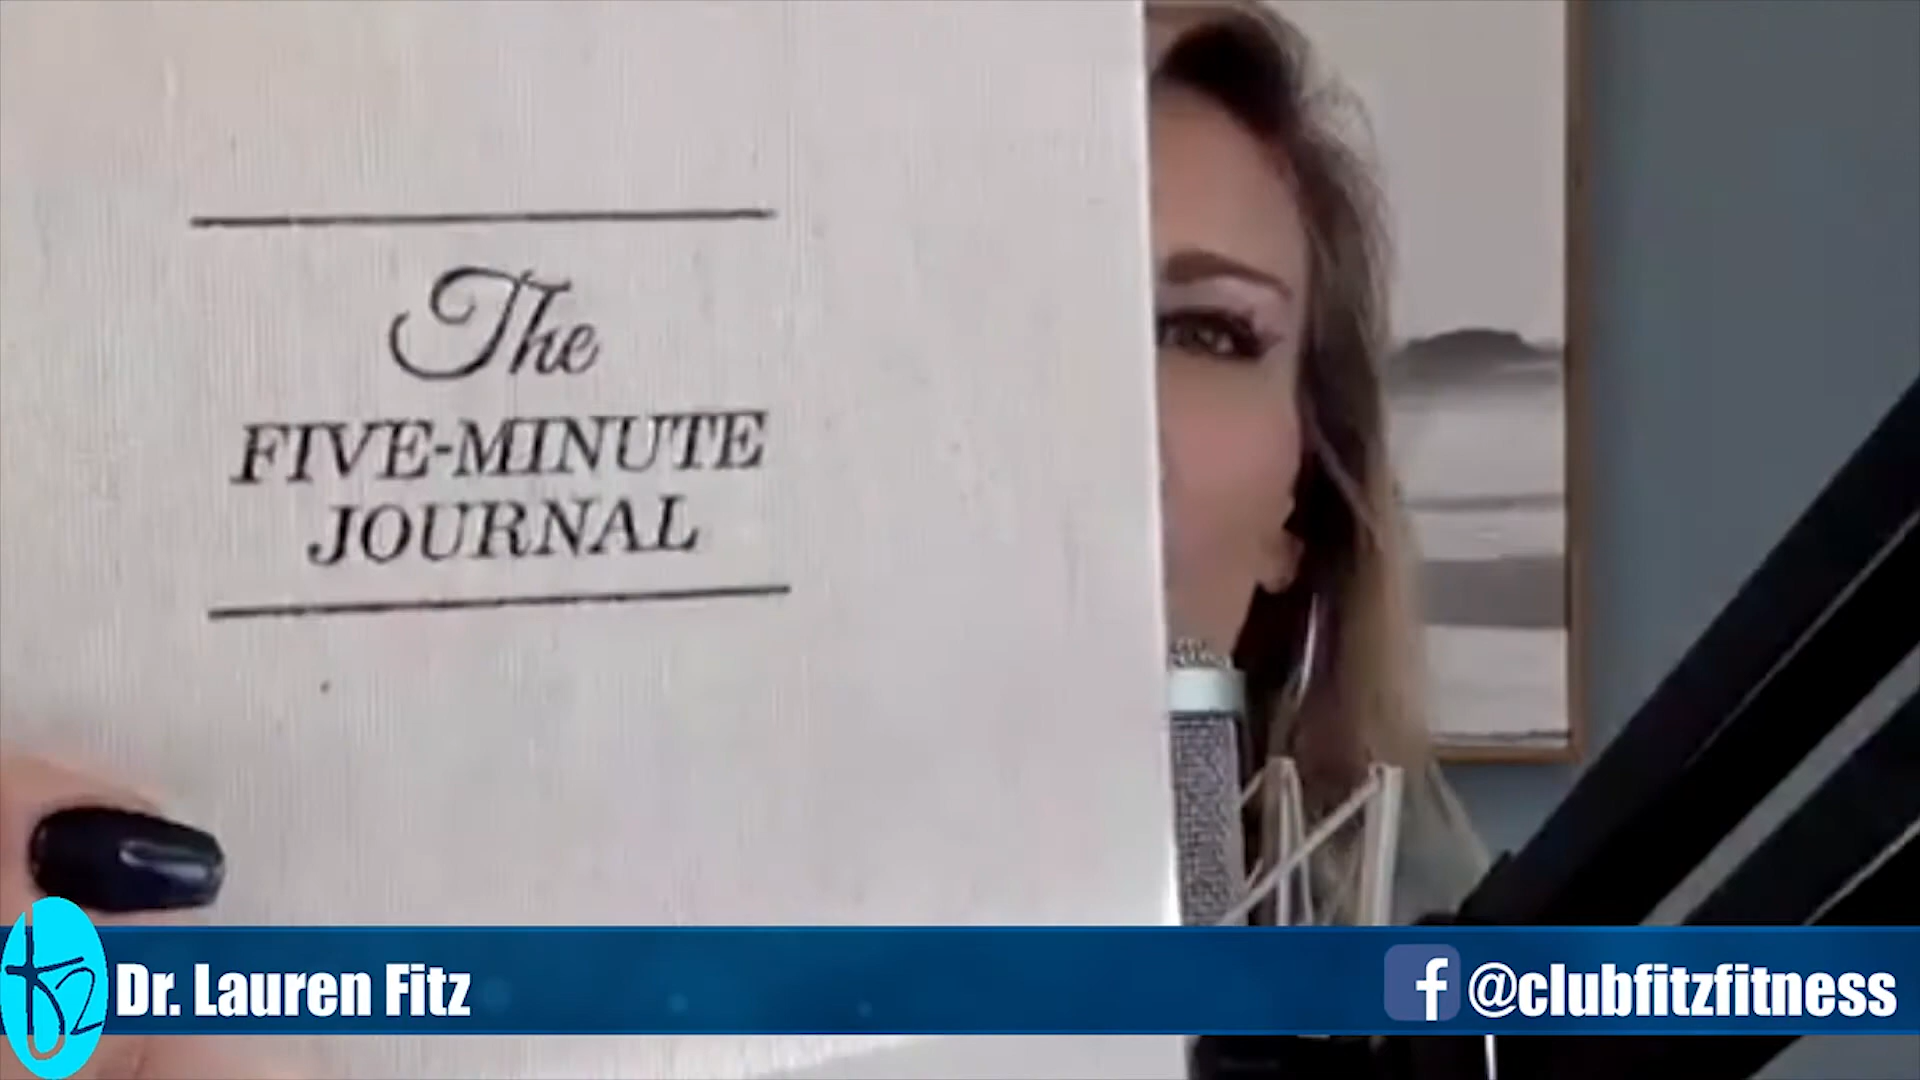 The
FIVE-MINUTE
JOURNAL
Dr. Lauren Fitz
f @clubfitzfitness